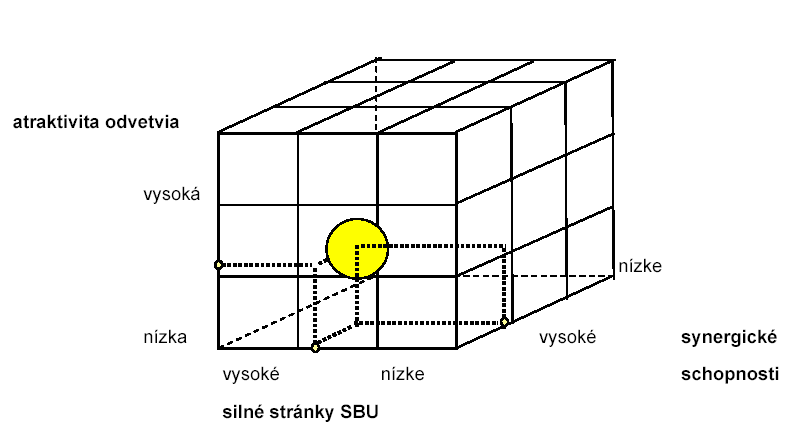 atraktivita odvetvia
vysoká
nízke
nízka
vysoké
synergické
vysoké
nízke
schopnosti
silné stránky SBU